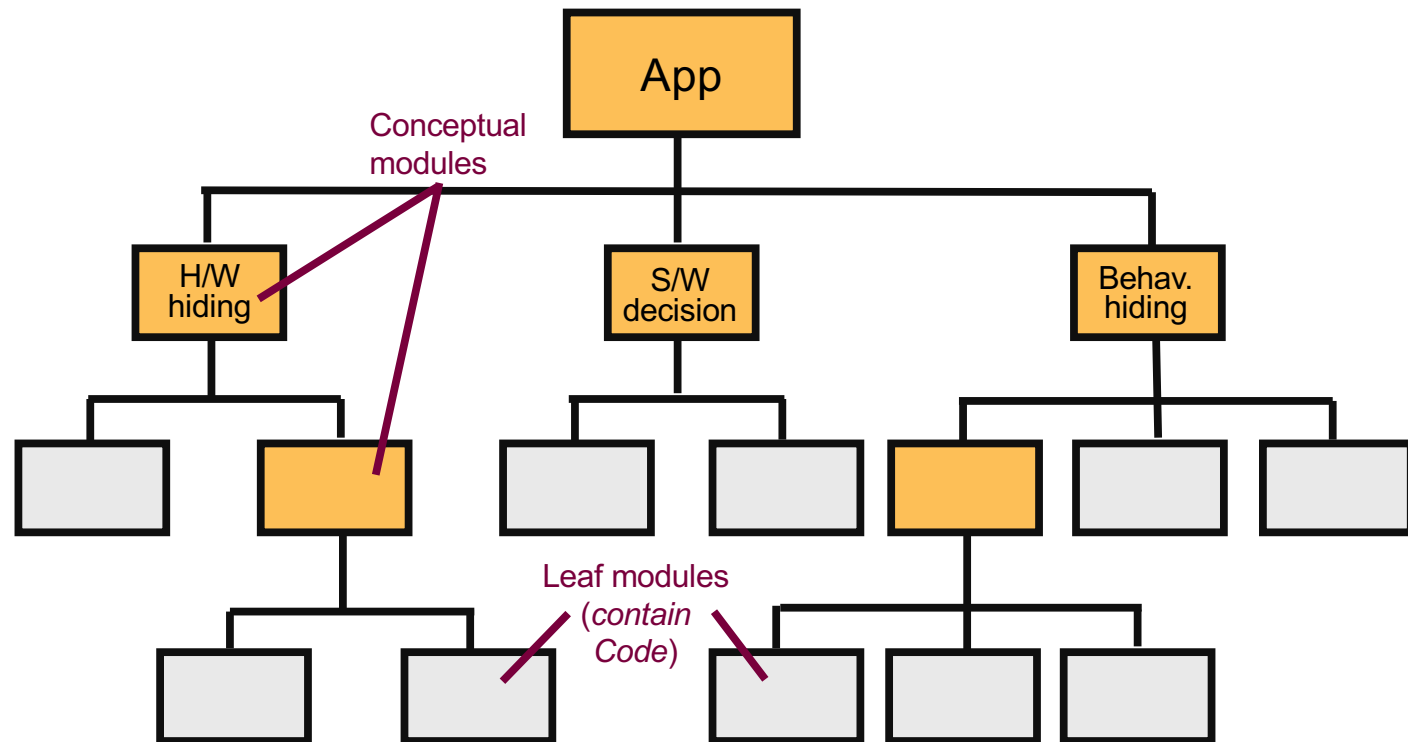 App
Conceptual
modules
H/W
hiding
S/W
decision
Behav.
hiding
Leaf modules
(contain
Code)